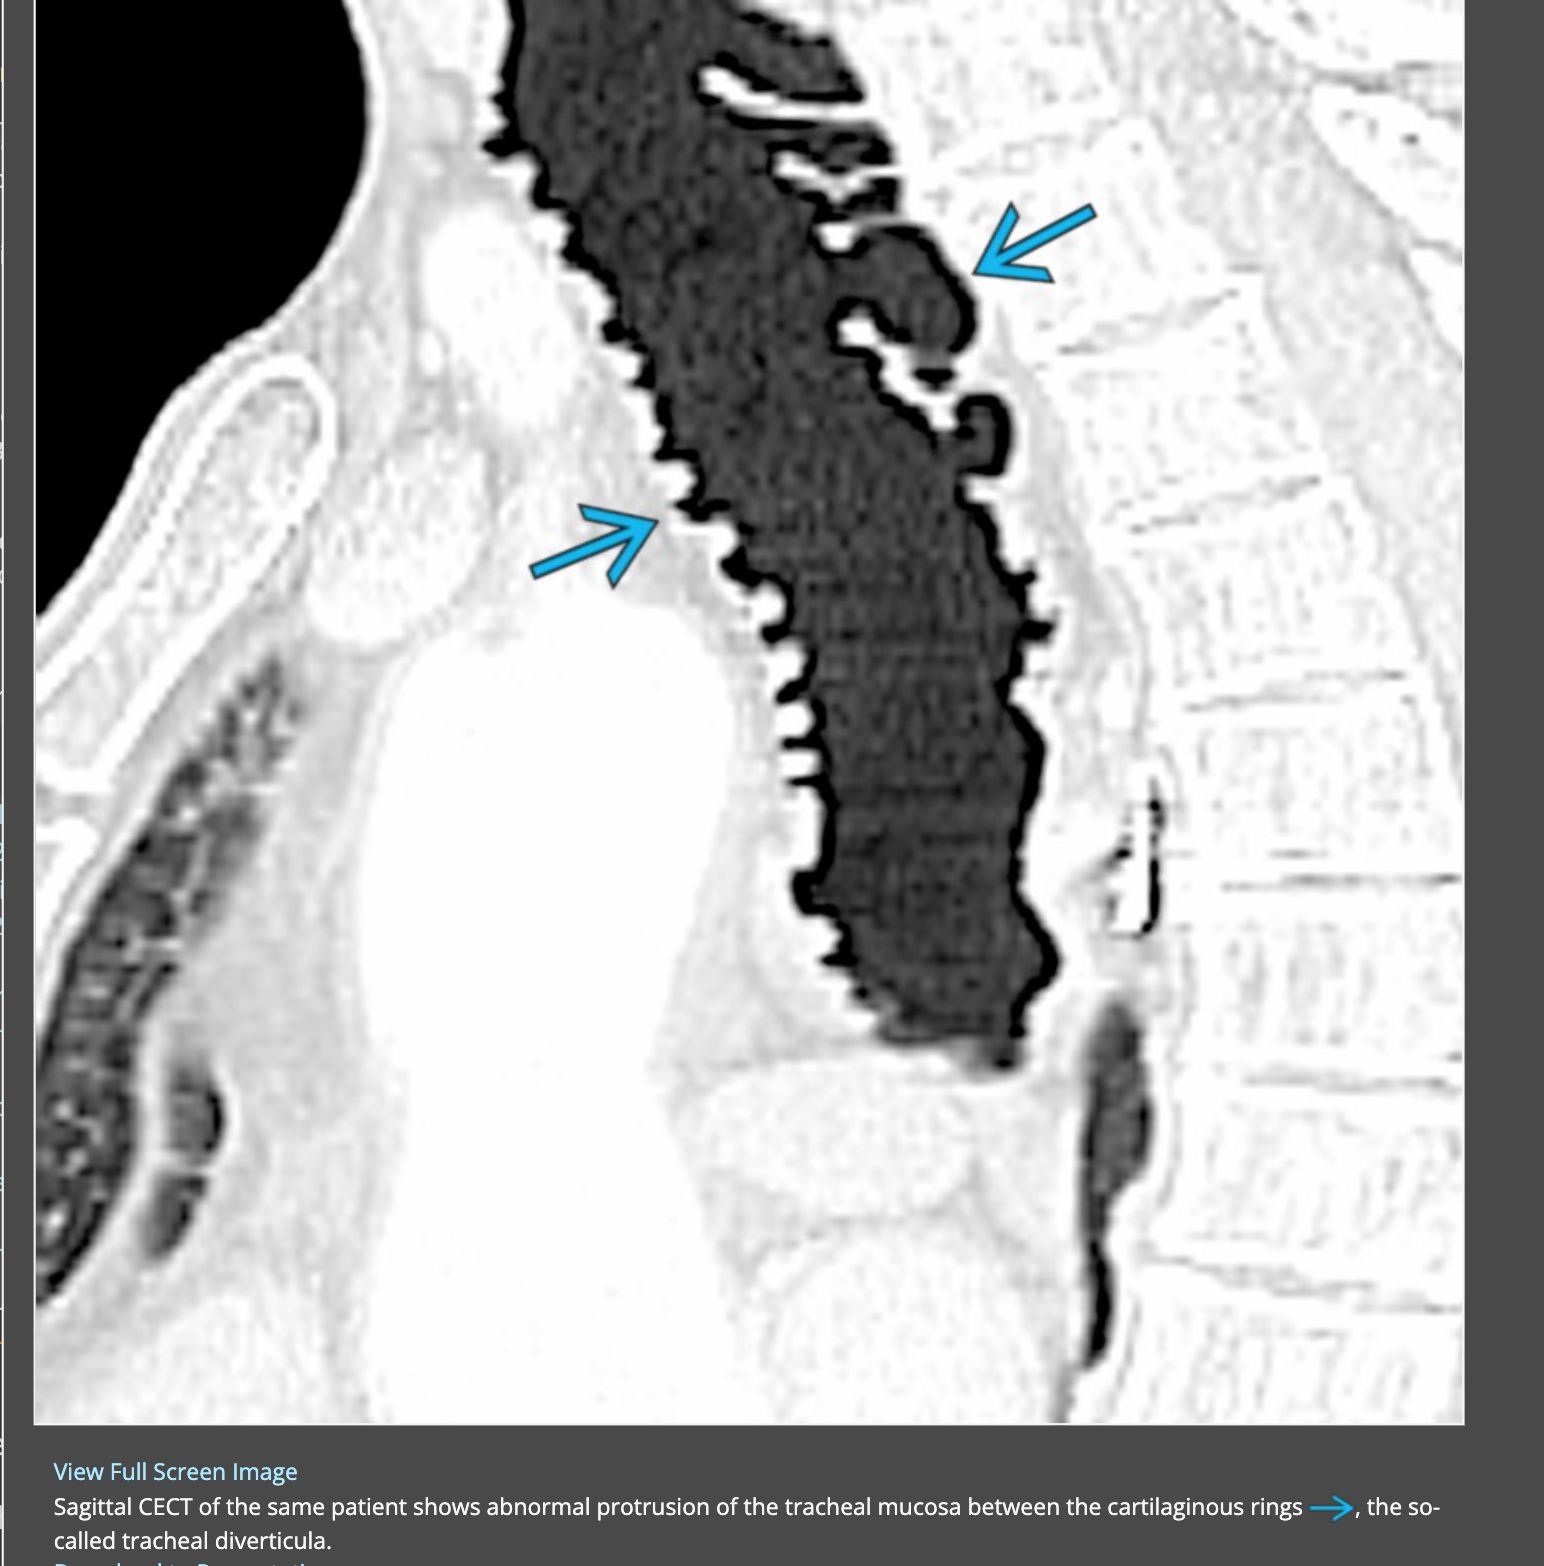 View Full Screen Image
Sagittal CECT of the same patient shows abnormal protrusion of the tracheal mucosa between the cartilaginous rings →, the so-
called tracheal diverticula.